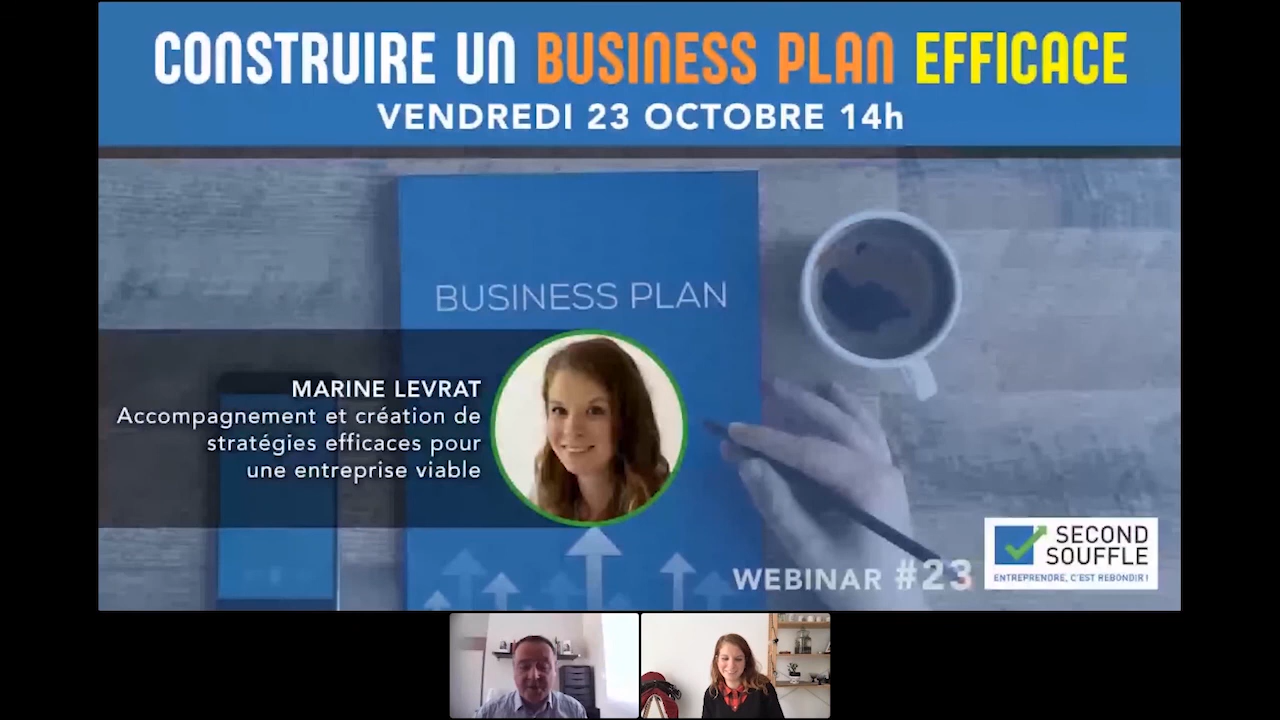 CONSTRUIRE UN BUSINESS PLAN EFFICACE
VENDREDI 23 OCTOBRE 14h
BUSINESS PLAN
MARINE LEVRAT
Accompagnement et création de
stratégies efficaces pour
une entreprise viable
WEBINAR #23
SECOND
SOUFFLE
ENTREPRENDRE, C'EST REBONDIR !